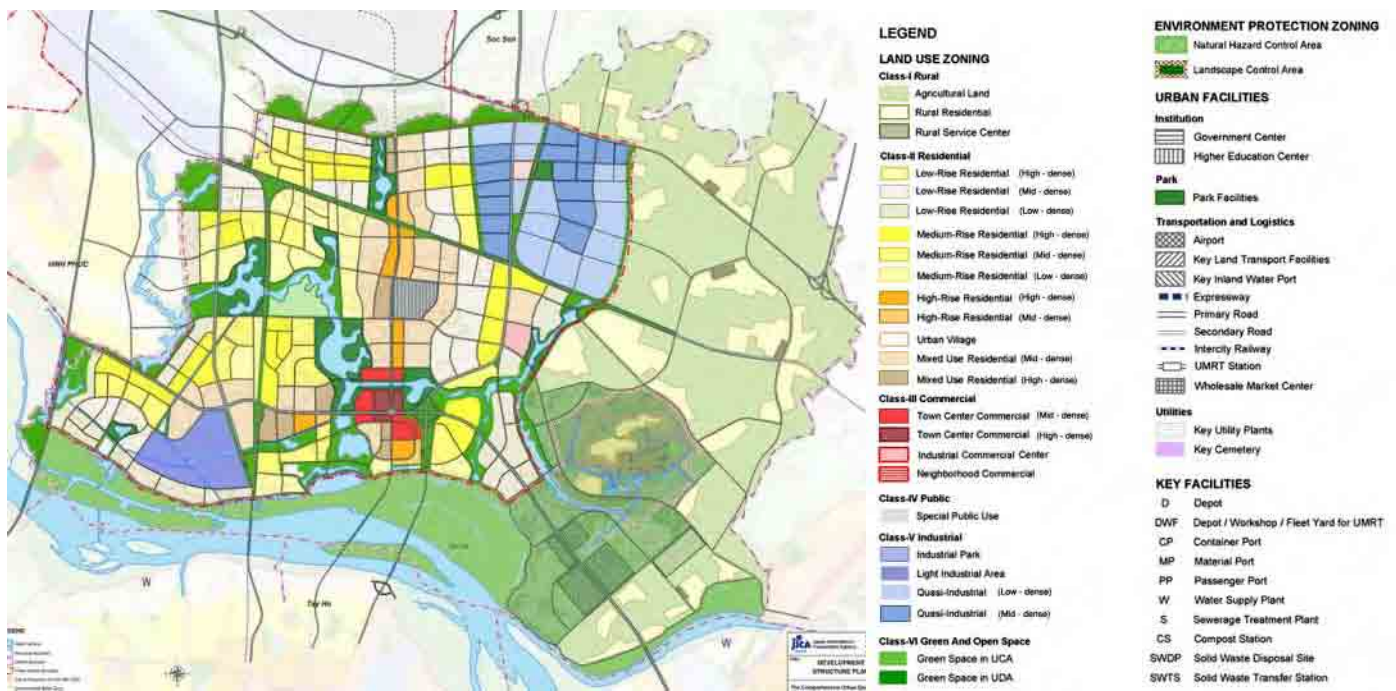 Soc Son
VINH PHUC
Tay Ho
W
W
JICA
DEVELOPMENT
STRUCTURE PLAN
The Comprehensive Urban
LEGEND
LAND USE ZONING
Class-I Rural
Agricultural Land
Rural Residential
Rural Service Center
Class-II Residential
Low-Rise Residential (High - dense)
Low-Rise Residential (Mid - dense)
Low-Rise Residential (Low - dense)
Medium-Rise Residential (High - dense)
Medium-Rise Residential (Mid - dense)
Medium-Rise Residential (Low - dense)
High-Rise Residential (High - dense)
High-Rise Residential (Mid - dense)
Urban Village
Mixed Use Residential (Mid - dense)
Mixed Use Residential (High - dense)
Class-III Commercial
Town Center Commercial (Mid - dense)
Town Center Commercial (High - dense)
Industrial Commercial Center
Neighborhood Commercial
Class-IV Public
Special Public Use
Class-V Industrial
Industrial Park
Light Industrial Area
Quasi-Industrial (Low - dense)
Quasi-Industrial (Mid - dense)
Class-VI Green And Open Space
Green Space in UCA
Green Space in UDA
ENVIRONMENT PROTECTION ZONING
Natural Hazard Control Area
Landscape Control Area
URBAN FACILITIES
Institution
Government Center
Higher Education Center
Park
Park Facilities
Transportation and Logistics
Airport
Key Land Transport Facilities
Key Inland Water Port
Expressway
Primary Road
Secondary Road
Intercity Railway
UMRT Station
Wholesale Market Center
Utilities
Key Utility Plants
Key Cemetery
KEY FACILITIES
D Depot
DWF Depot / Workshop / Fleet Yard for UMRT
CP Container Port
MP Material Port
PP Passenger Port
W Water Supply Plant
S Sewerage Treatment Plant
CS Compost Station
SWDP Solid Waste Disposal Site
SWTS Solid Waste Transfer Station